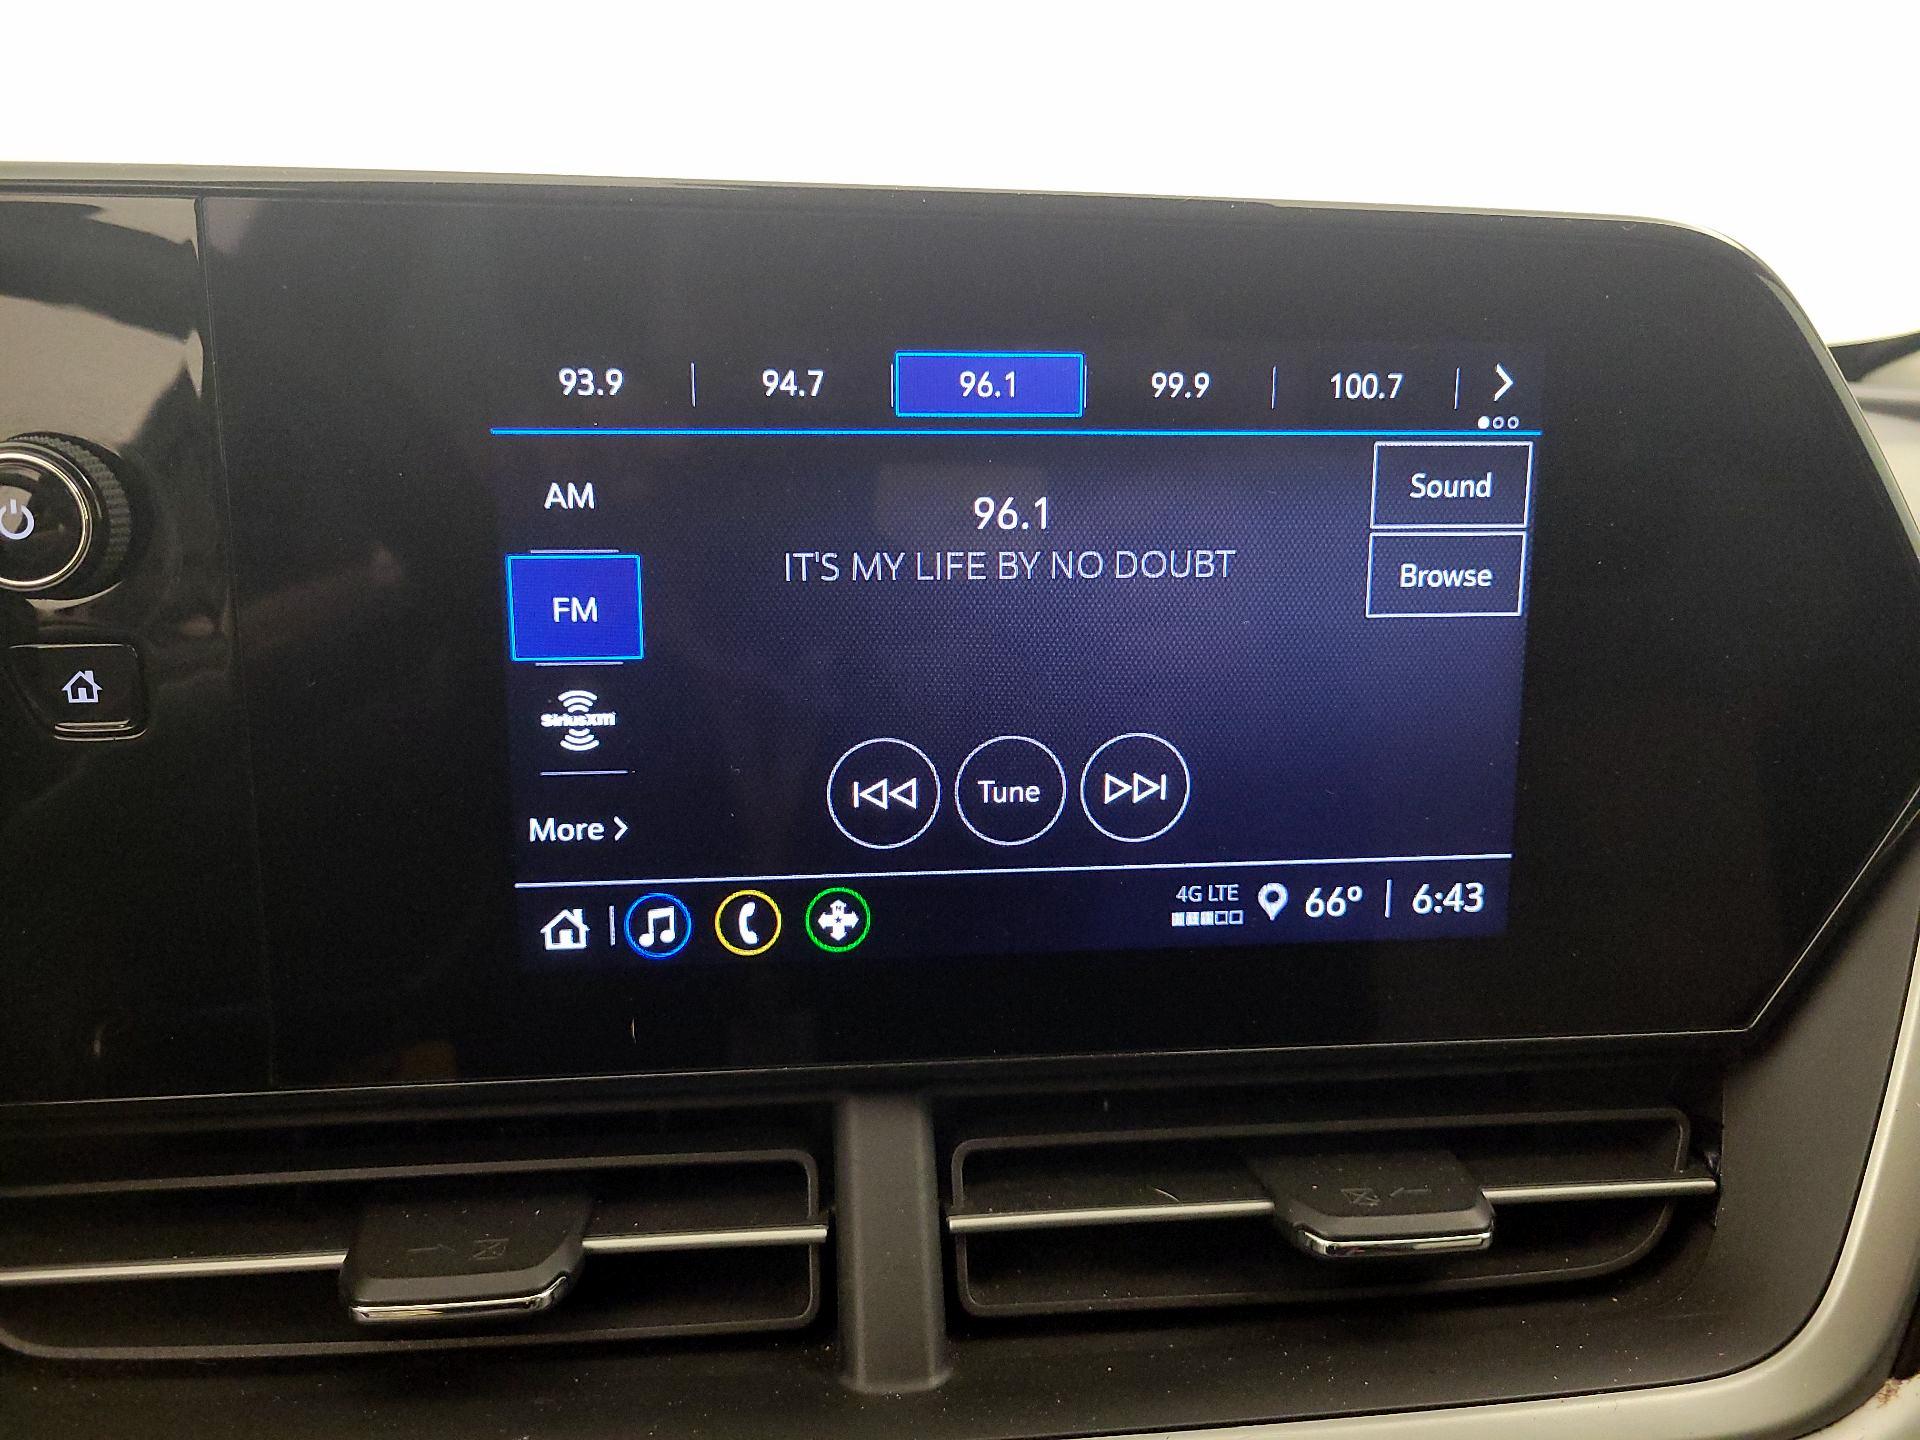 93.9 94.7 96.1 99.9 100.7
AM
FM
SiriusXM
More
96.1
IT'S MY LIFE BY NO DOUBT
Sound
Browse
Tune
4G LTE
66° 6:43